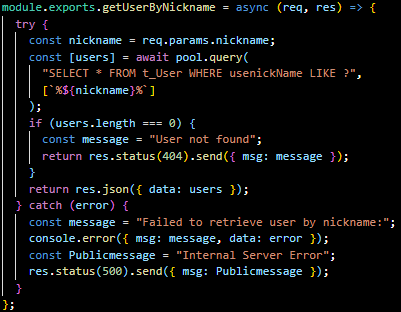 module.exports.getUserByNickname = async (req, res) => {
  try {
    const nickname = req.params.nickname;
    const [users] = await pool.query(
      "SELECT * FROM t_User WHERE usenickName LIKE ?",
      [`%${nickname}%`]
    );
    if (users.length === 0) {
      const message = "User not found";
      return res.status(404).send({ msg: message });
    }
    return res.json({ data: users });
  } catch (error) {
    const message = "Failed to retrieve user by nickname:";
    console.error({ msg: message, data: error });
    const Publicmessage = "Internal Server Error";
    res.status(500).send({ msg: Publicmessage });
  }
};